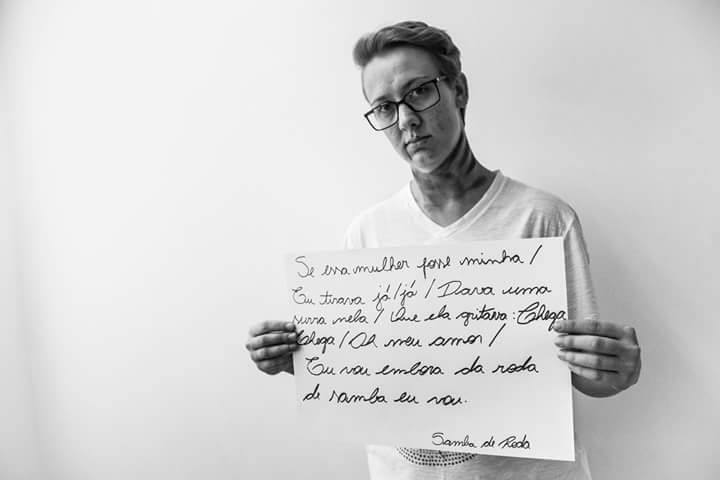 Se essa mulher fosse minha /
Eu tirava já/já / Dava uma
surra nela / Que ela gritava: Chega
Chega / Oh meu amor /
Eu vou embora da roda
de samba eu vou.
Samba de Roda